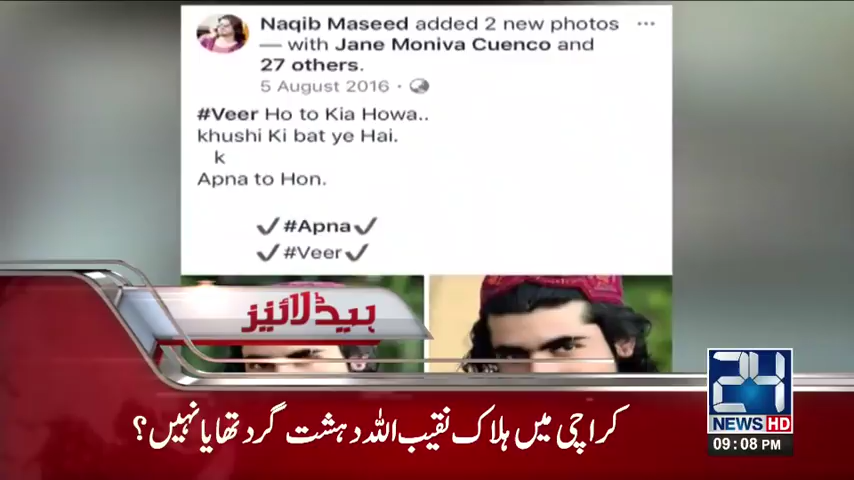 Naqib Maseed added 2 new photos
— with Jane Moniva Cuenco and
27 others.
5 August 2016 ·
#Veer Ho to Kia Howa..
khushi Ki bat ye Hai.
k
Apna to Hon.
✓#Apna✓
✓#Veer✓
ہیڈلائنز
کراچی میں ہلاک نقیب اللہ دہشت گرد تھا یا نہیں؟
24
NEWS HD
09:08 PM